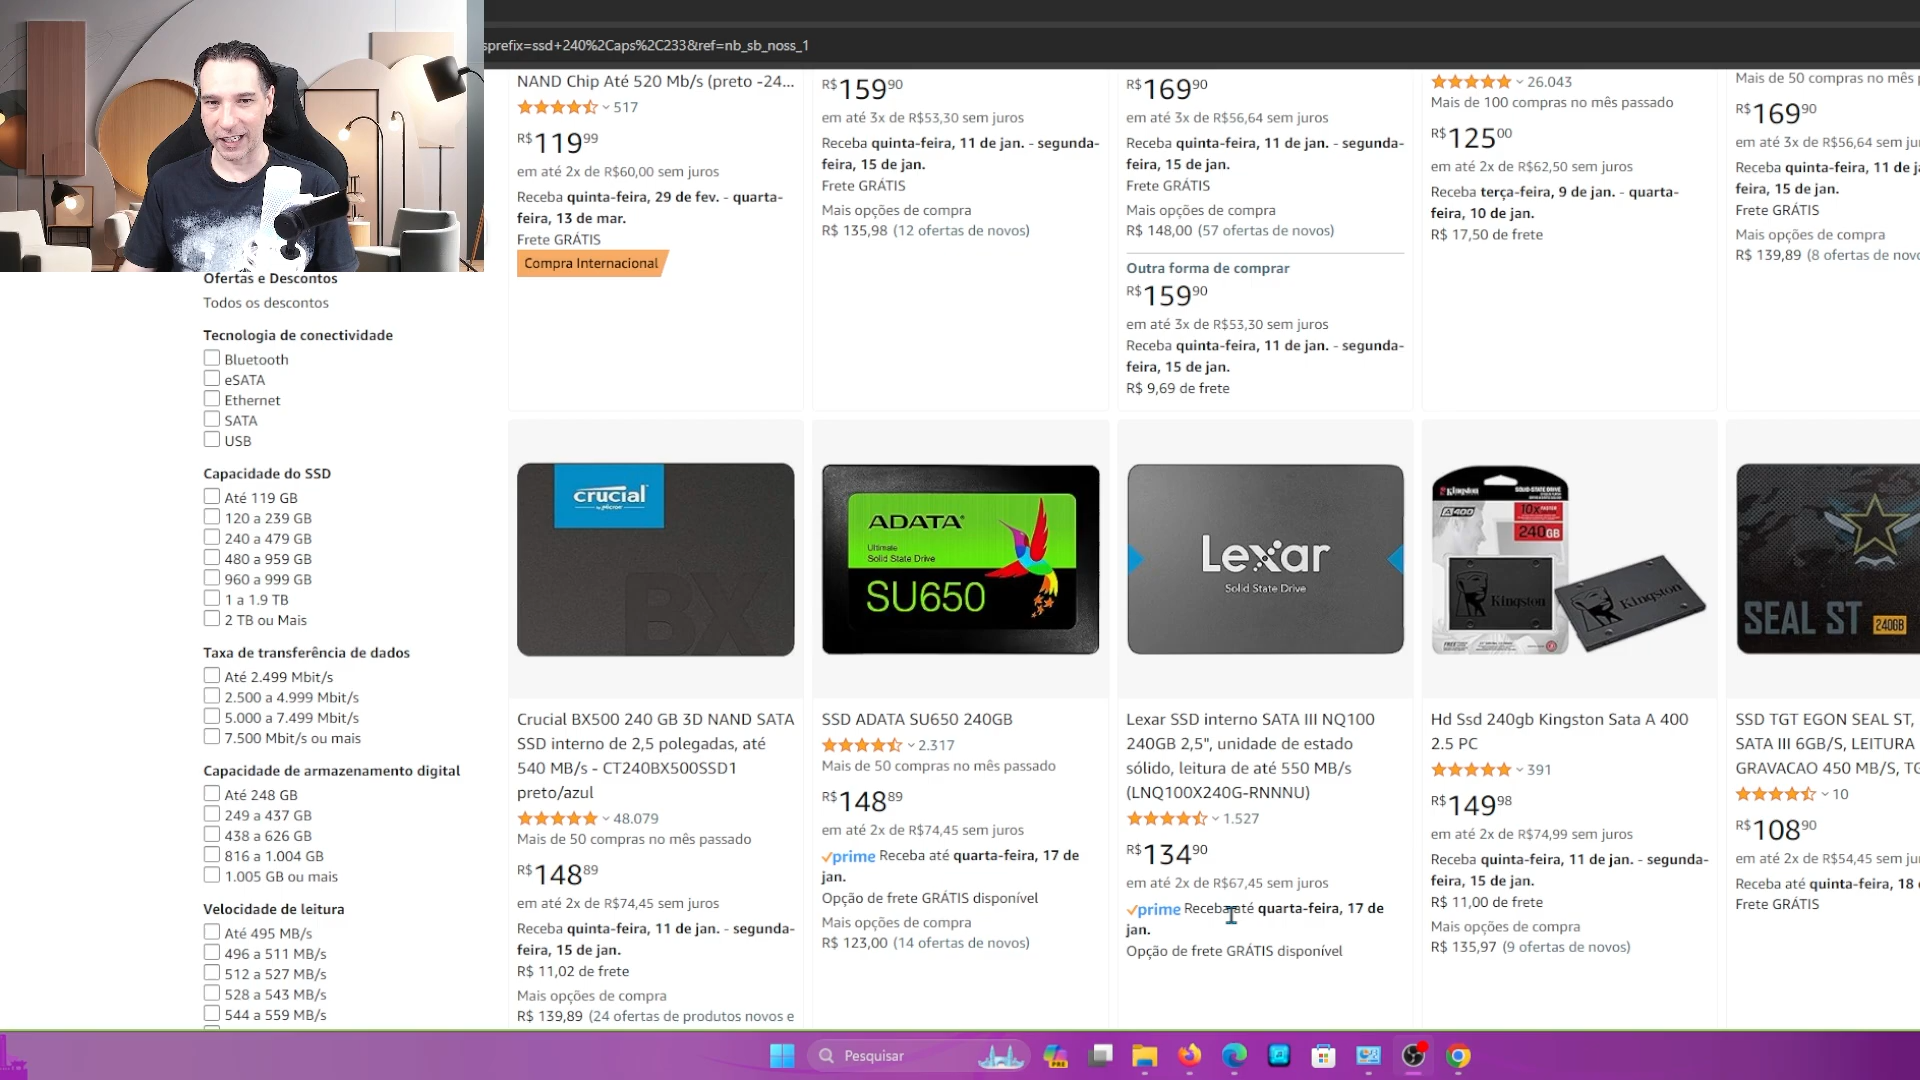 sprefix=ssd+240%2Caps%2C233&ref=nb_sb_noss_1
NAND Chip Até 520 Mb/s (preto -24...
517
R$119,99
em até 2x de R$60,00 sem juros
Receba quinta-feira, 29 de fev. - quarta-
feira, 13 de mar.
Frete GRÁTIS
Compra Internacional
R$15990
em até 3x de R$53,30 sem juros
Receba quinta-feira, 11 de jan. - segunda-
feira, 15 de jan.
Frete GRÁTIS
Mais opções de compra
R$ 135,98 (12 ofertas de novos)
R$16990
em até 3x de R$56,64 sem juros
Receba quinta-feira, 11 de jan. - segunda-
feira, 15 de jan.
Frete GRÁTIS
Mais opções de compra
R$ 148,00 (57 ofertas de novos)
Outra forma de comprar
R$15990
em até 3x de R$53,30 sem juros
Receba quinta-feira, 11 de jan. - segunda-
feira, 15 de jan.
R$ 9,69 de frete
26.043
Mais de 100 compras no mês passado
R$12500
em até 2x de R$62,50 sem juros
Receba terça-feira, 9 de jan. - quarta-
feira, 10 de jan.
R$ 17,50 de frete
Mais de 50 compras no mês
R$16990
em até 3x de R$56,64 sem
Receba quinta-feira, 11 de
feira, 15 de jan.
Frete GRÁTIS
Mais opções de compra
R$ 139,89 (8 ofertas de
Ofertas e Descontos
Todos os descontos
Tecnologia de conectividade
Bluetooth
eSATA
Ethernet
SATA
USB
Capacidade do SSD
Até 119 GB
120 a 239 GB
240 a 479 GB
480 a 959 GB
960 a 999 GB
1 a 1.9 TB
2 TB ou Mais
Taxa de transferência de dados
Até 2.499 Mbit/s
2.500 a 4.999 Mbit/s
5.000 a 7.499 Mbit/s
7.500 Mbit/s ou mais
Capacidade de armazenamento digital
Até 248 GB
249 a 437 GB
438 a 626 GB
816 a 1.004 GB
1.005 GB ou mais
Velocidade de leitura
Até 495 MB/s
496 a 511 MB/s
512 a 527 MB/s
528 a 543 MB/s
544 a 559 MB/s
crucial
by Micron
BX
Crucial BX500 240 GB 3D NAND SATA
SSD interno de 2,5 polegadas, até
540 MB/s - CT240BX500SSD1
preto/azul
48.079
Mais de 50 compras no mês passado
R$14889
em até 2x de R$74,45 sem juros
Receba quinta-feira, 11 de jan. - segunda-
feira, 15 de jan.
R$ 11,02 de frete
Mais opções de compra
R$ 139,89 (24 ofertas de produtos novos e
ADATA
Ultimate
Solid State Drive
SU650
SSD ADATA SU650 240GB
2.317
Mais de 50 compras no mês passado
R$14889
em até 2x de R$74,45 sem juros
prime Receba até quarta-feira, 17 de
jan.
Opção de frete GRÁTIS disponível
Mais opções de compra
R$ 123,00 (14 ofertas de novos)
Lexar
Solid State Drive
Lexar SSD interno SATA III NQ100
240GB 2,5", unidade de estado
sólido, leitura de até 550 MB/s
(LNQ100X240G-RNNNU)
1.527
R$13490
em até 2x de R$67,45 sem juros
prime Receba até quarta-feira, 17 de
jan.
Opção de frete GRÁTIS disponível
Kingston
SOLID-STATE DRIVE
A400
10x
FASTER
240GB
Kingston
Kingston
Hd Ssd 240gb Kingston Sata A 400
2.5 PC
391
R$14998
em até 2x de R$74,99 sem juros
Receba quinta-feira, 11 de jan. - segunda-
feira, 15 de jan.
R$ 11,00 de frete
Mais opções de compra
R$ 135,97 (9 ofertas de novos)
SEAL ST 240GB
SSD TGT EGON SEAL ST,
SATA III 6GB/S, LEITURA
GRAVACAO 450 MB/S,
10
R$10890
em até 2x de R$54,45 sem
Receba até quinta-feira, 18
Frete GRÁTIS
Pesquisar
PRE